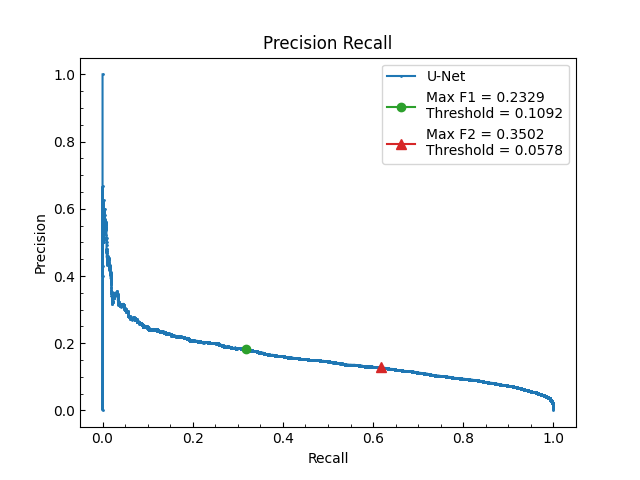 Precision Recall
U-Net
Max F1 = 0.2329
Threshold = 0.1092
Max F2 = 0.3502
Threshold = 0.0578
Precision
1.0
0.8
0.6
0.4
0.2
0.0
0.0 0.2 0.4 0.6 0.8 1.0
Recall